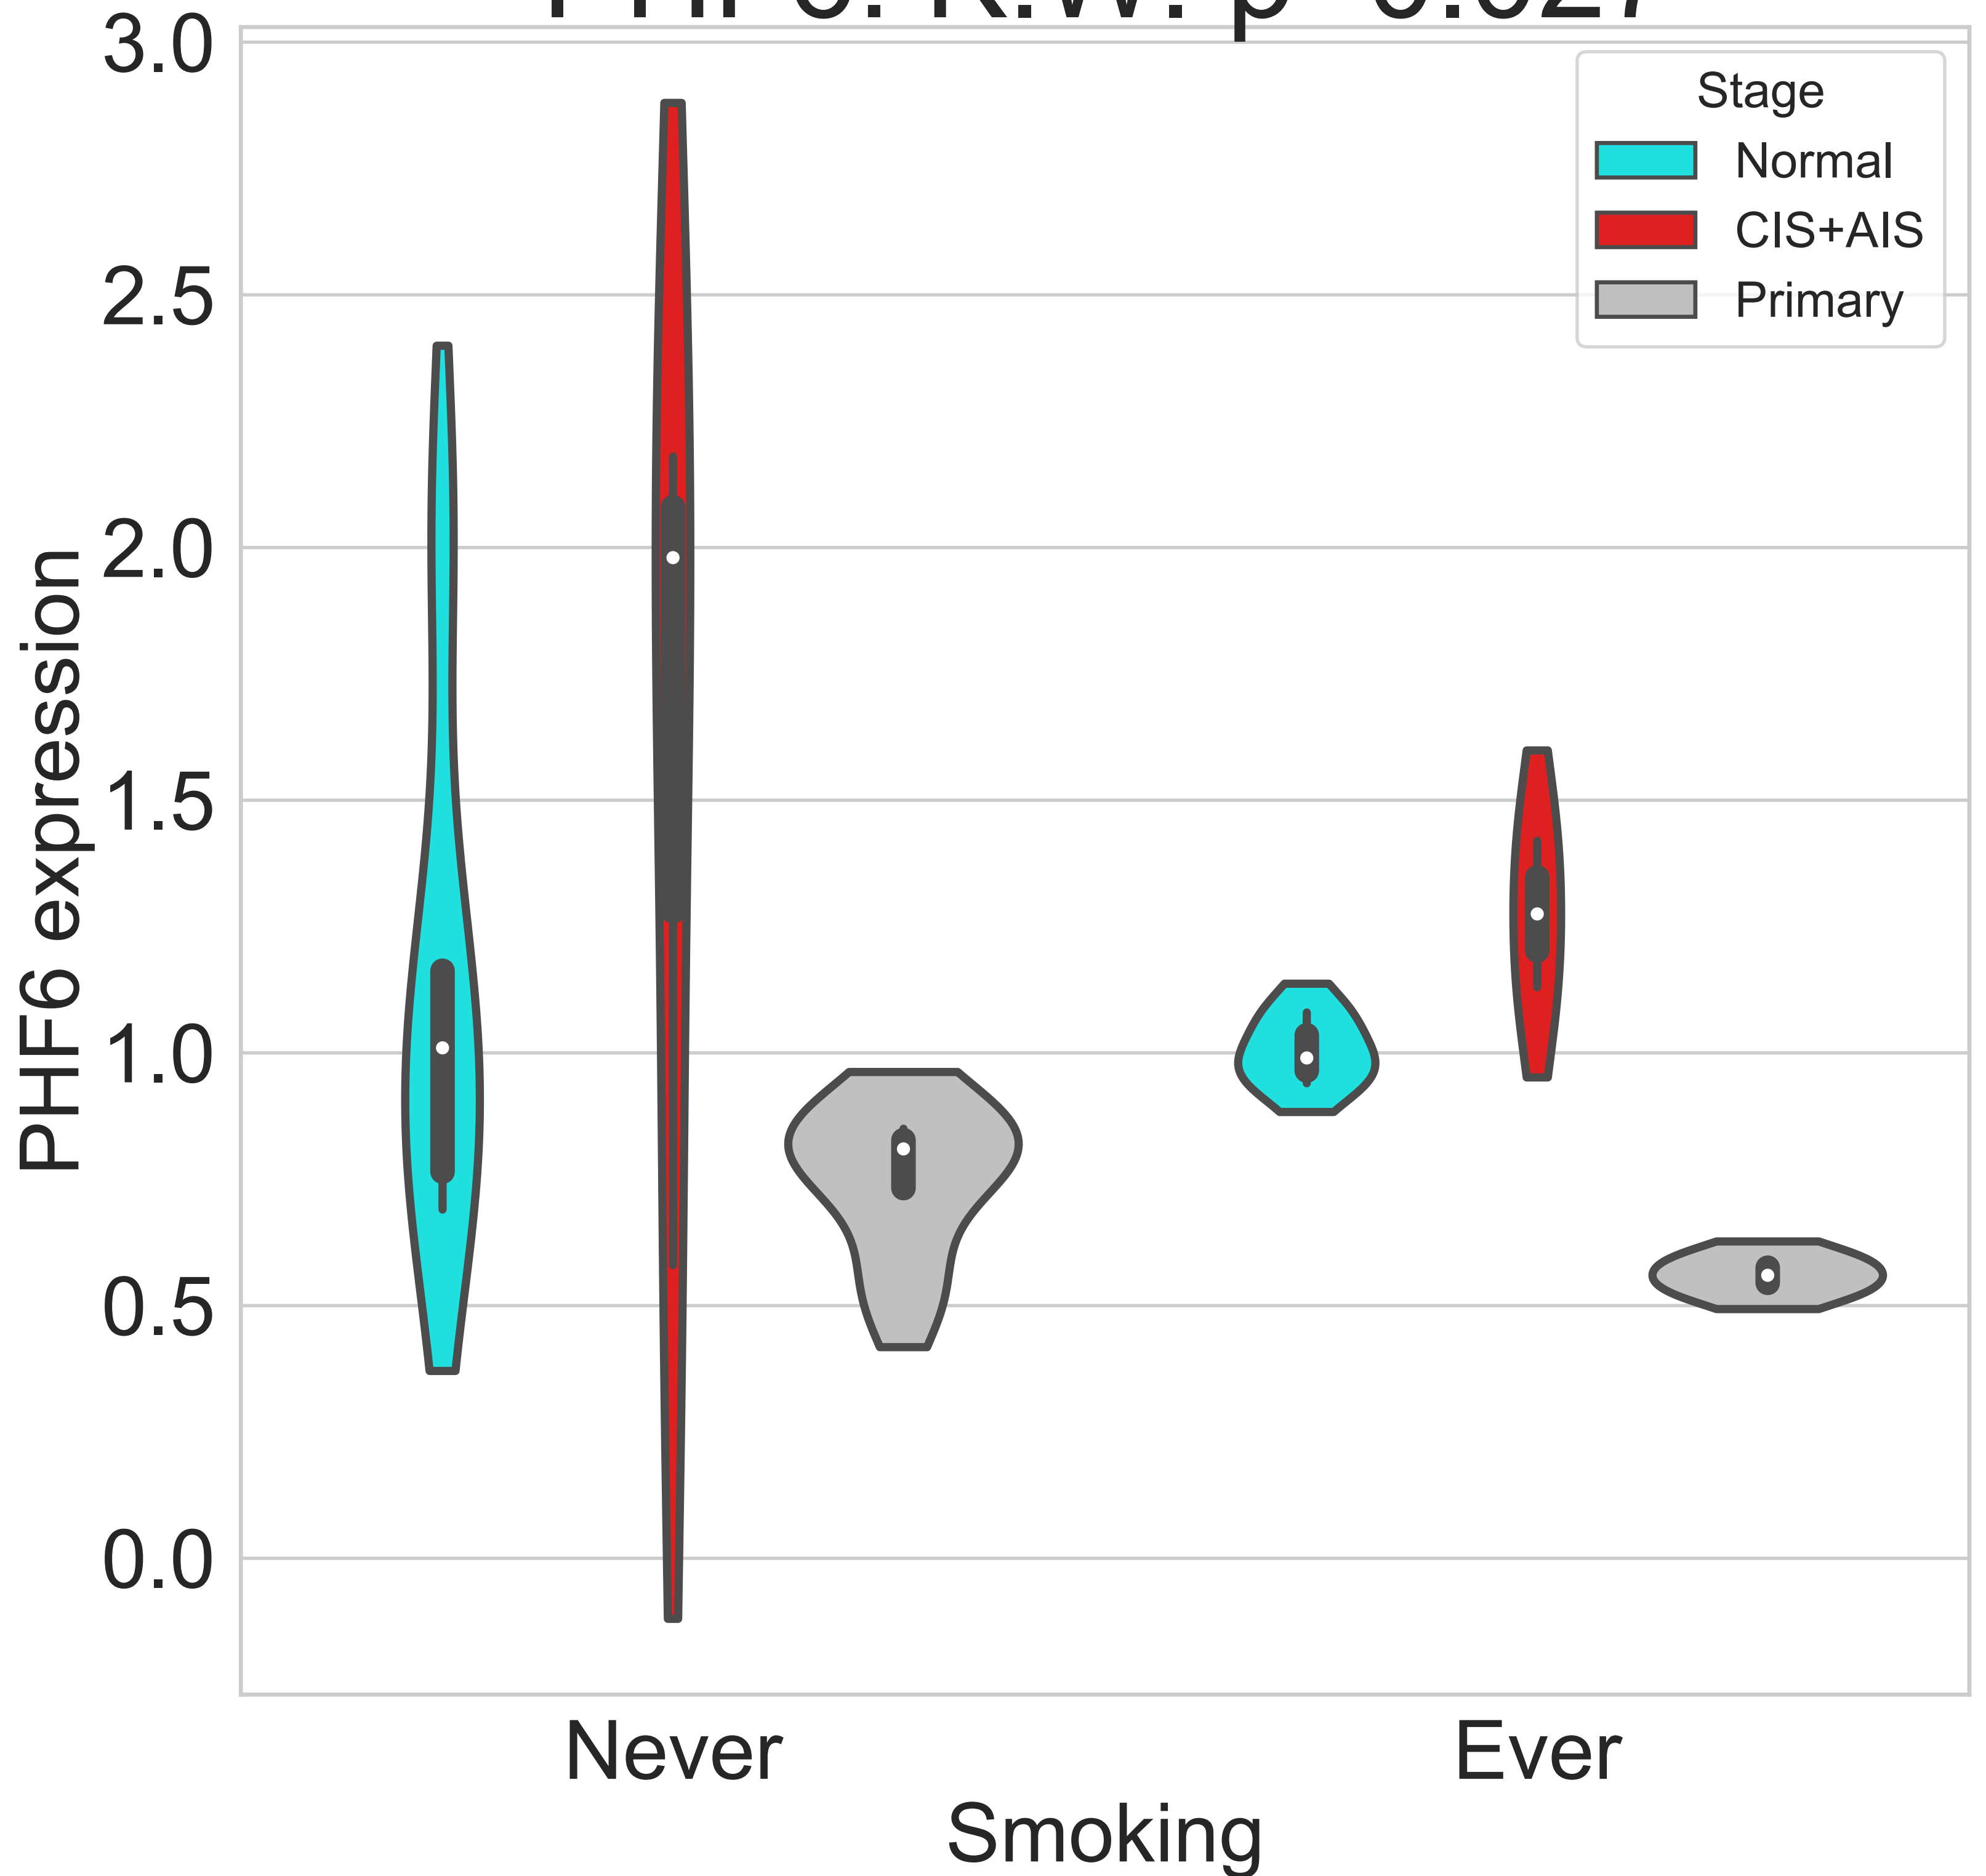 3.0
2.5
2.0
1.5
1.0
0.5
0.0
PHF6 expression
Stage
Normal
CIS+AIS
Primary
Never Ever
Smoking